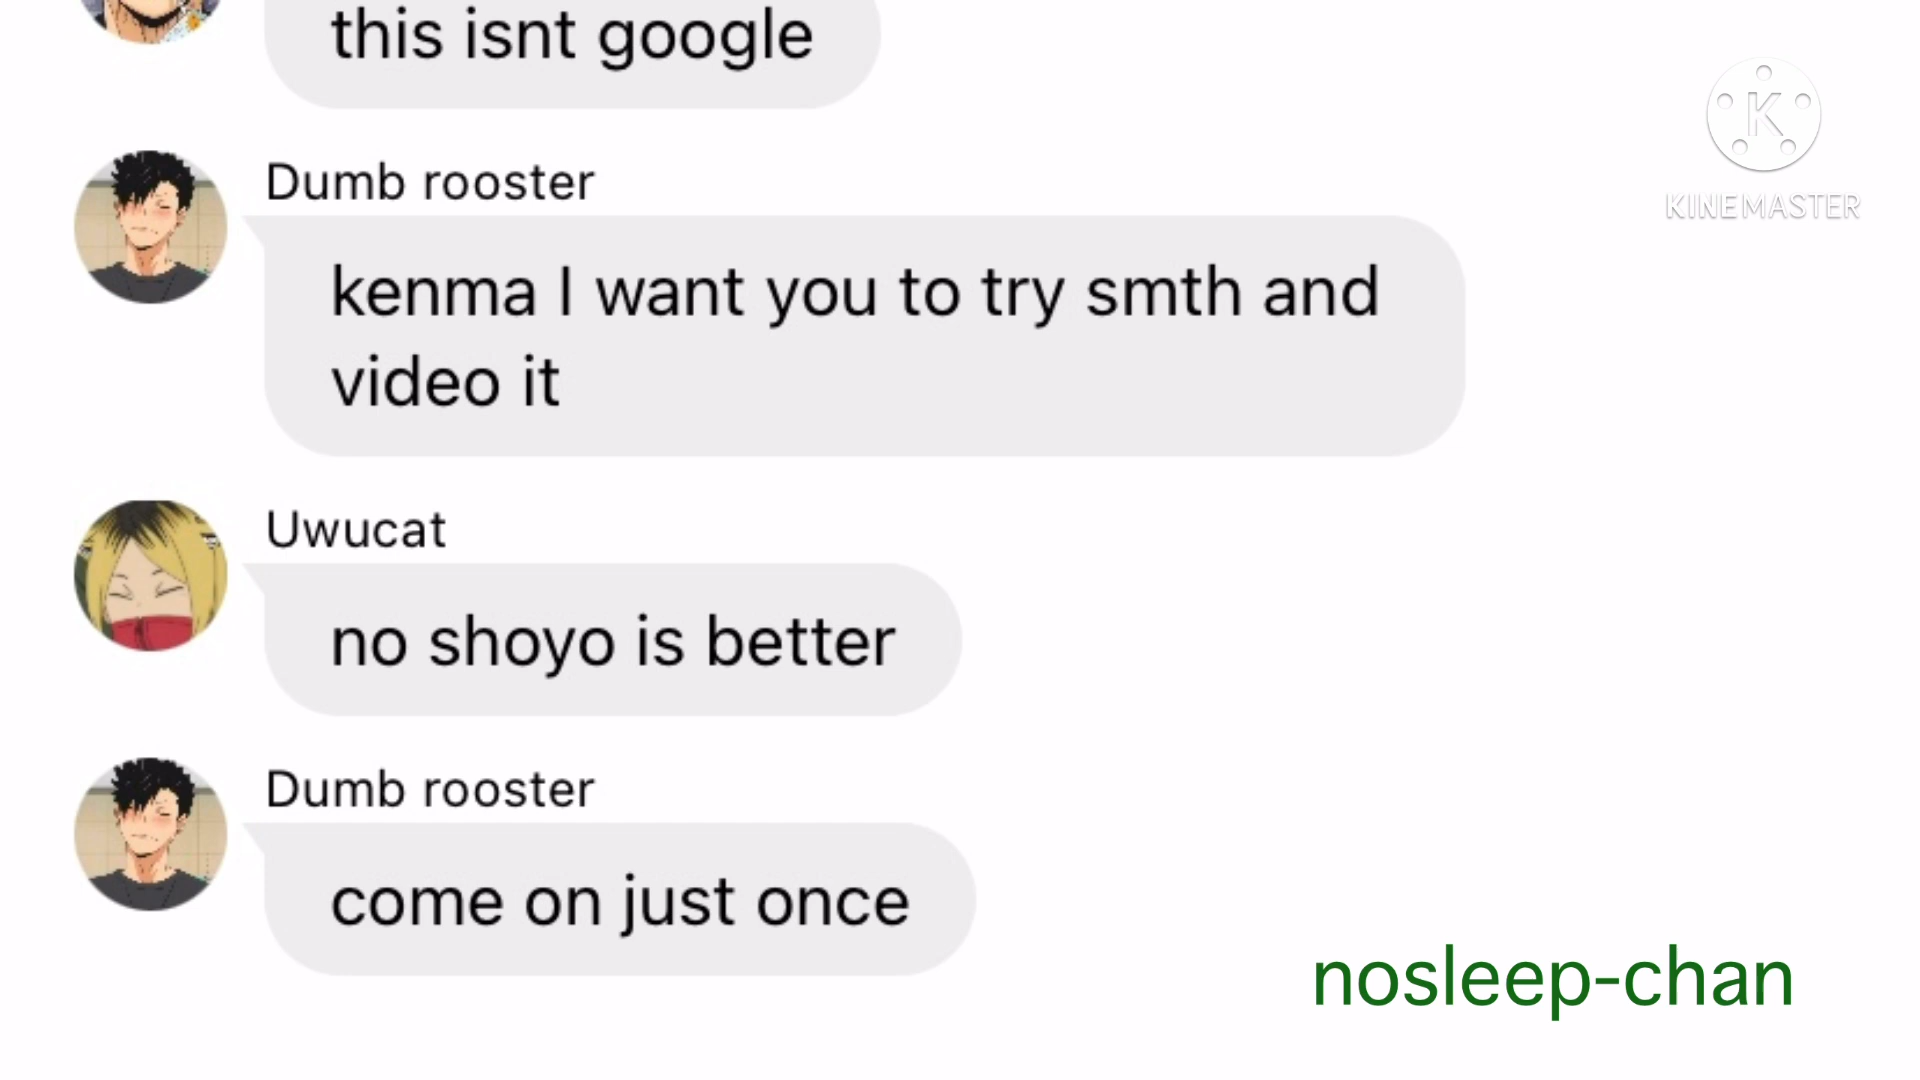 this isnt google
K
KINEMASTER
Dumb rooster
kenma I want you to try smth and
video it
Uwucat
no shoyo is better
Dumb rooster
come on just once
nosleep-chan